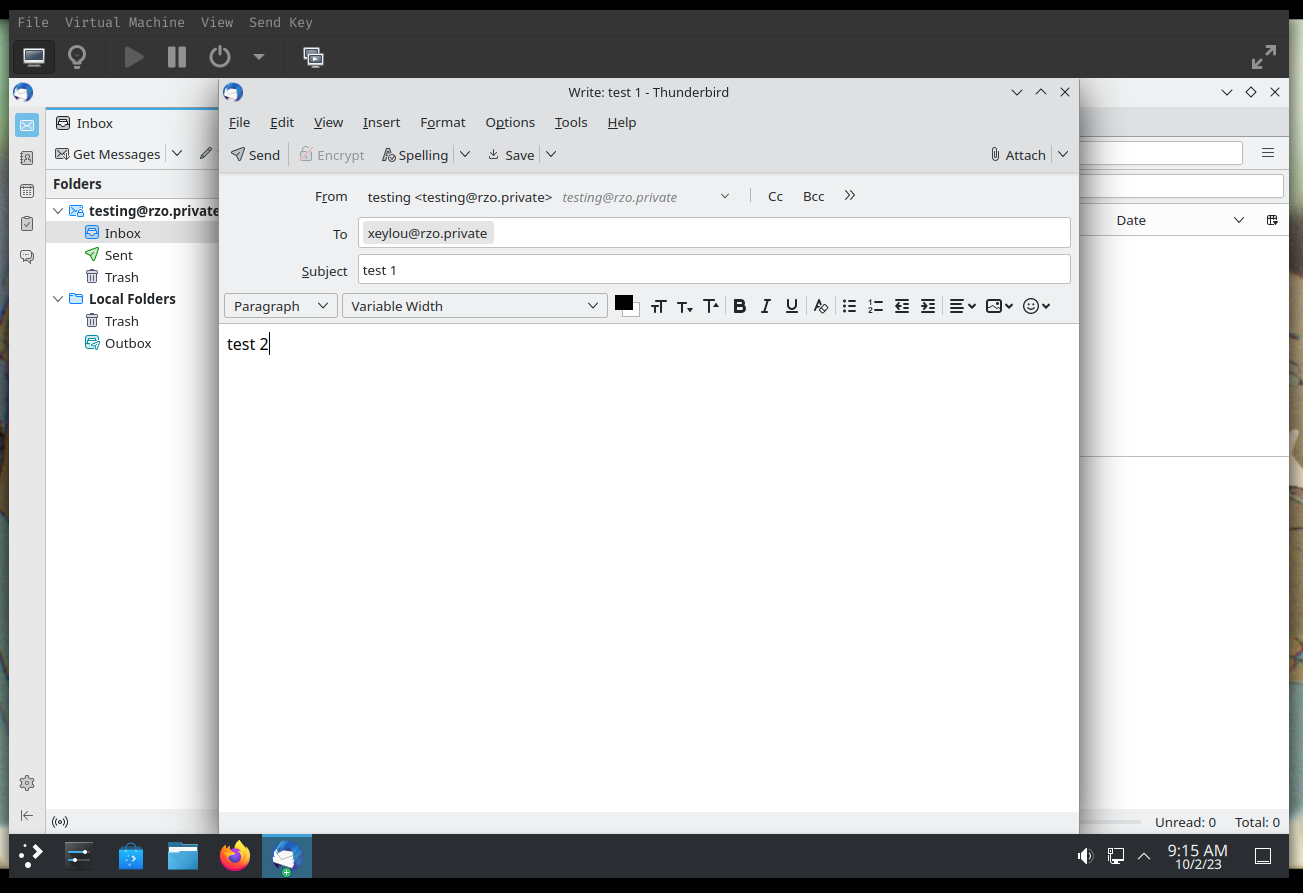 File Virtual Machine View Send Key
Write: test 1 - Thunderbird
Inbox
File Edit View Insert Format Options Tools Help
Get Messages
Send Encrypt Spelling Save Attach
Folders
From testing <testing@rzo.private> testing@rzo.private Cc Bcc
testing@rzo.private
Date
Inbox
To xeylou@rzo.private
Sent
Subject test 1
Trash
Local Folders
Paragraph Variable Width
Trash
Outbox
test 2
Unread: 0 Total: 0
9:15 AM
10/2/23